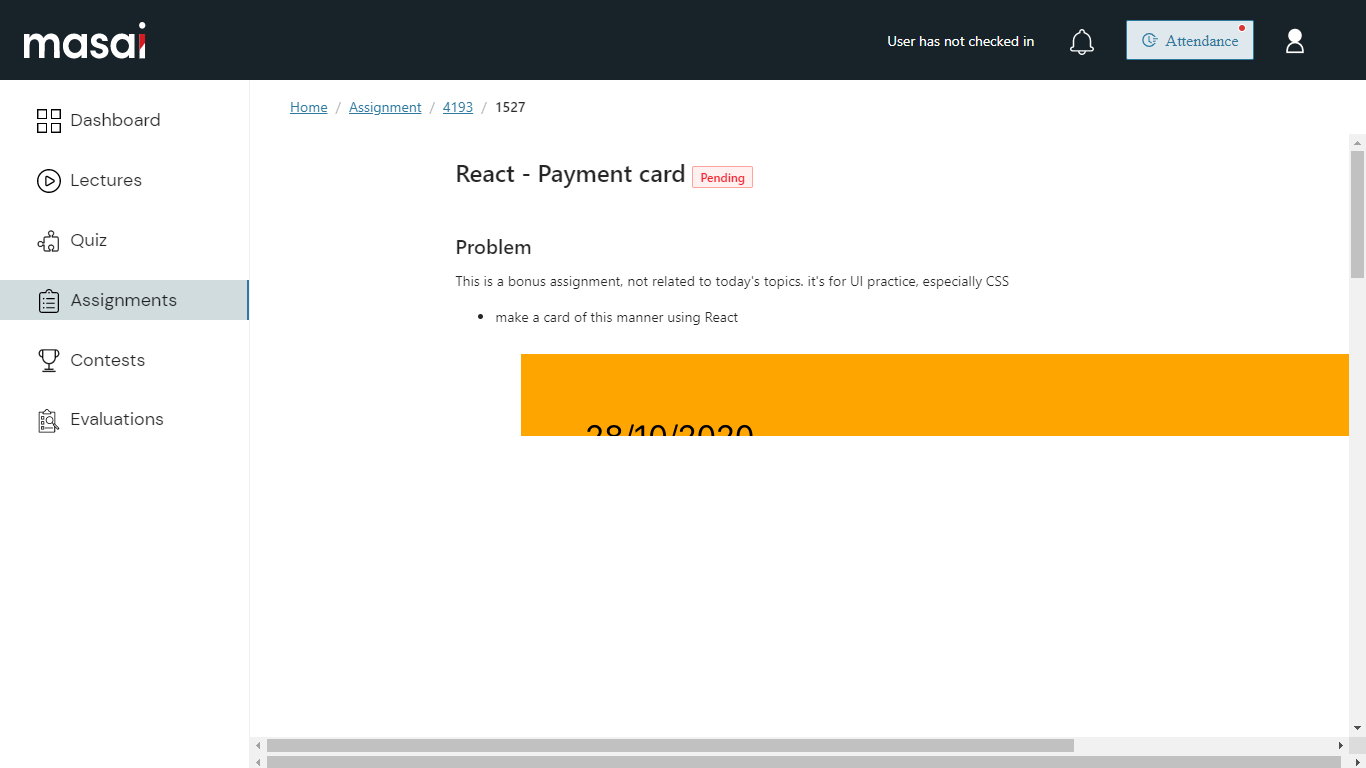 masai
User has not checked in
Attendance
Dashboard
Lectures
Quiz
Assignments
Contests
Evaluations
Home / Assignment / 4193 / 1527
React - Payment card Pending
Problem
This is a bonus assignment, not related to today's topics. it's for UI practice, especially CSS
• make a card of this manner using React
28/10/2020